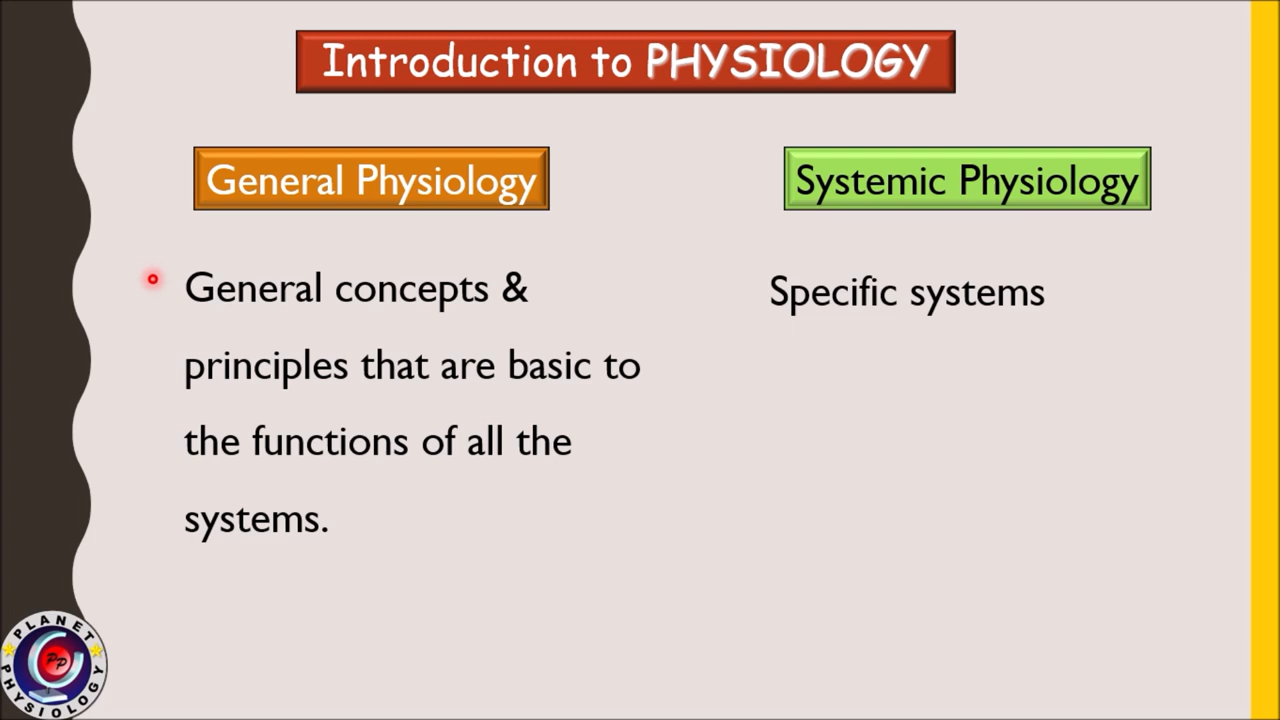 Introduction to PHYSIOLOGY
General Physiology
General concepts &
principles that are basic to
the functions of all the
systems.
Systemic Physiology
Specific systems
PLANET
PP
PHYSIOLOGY